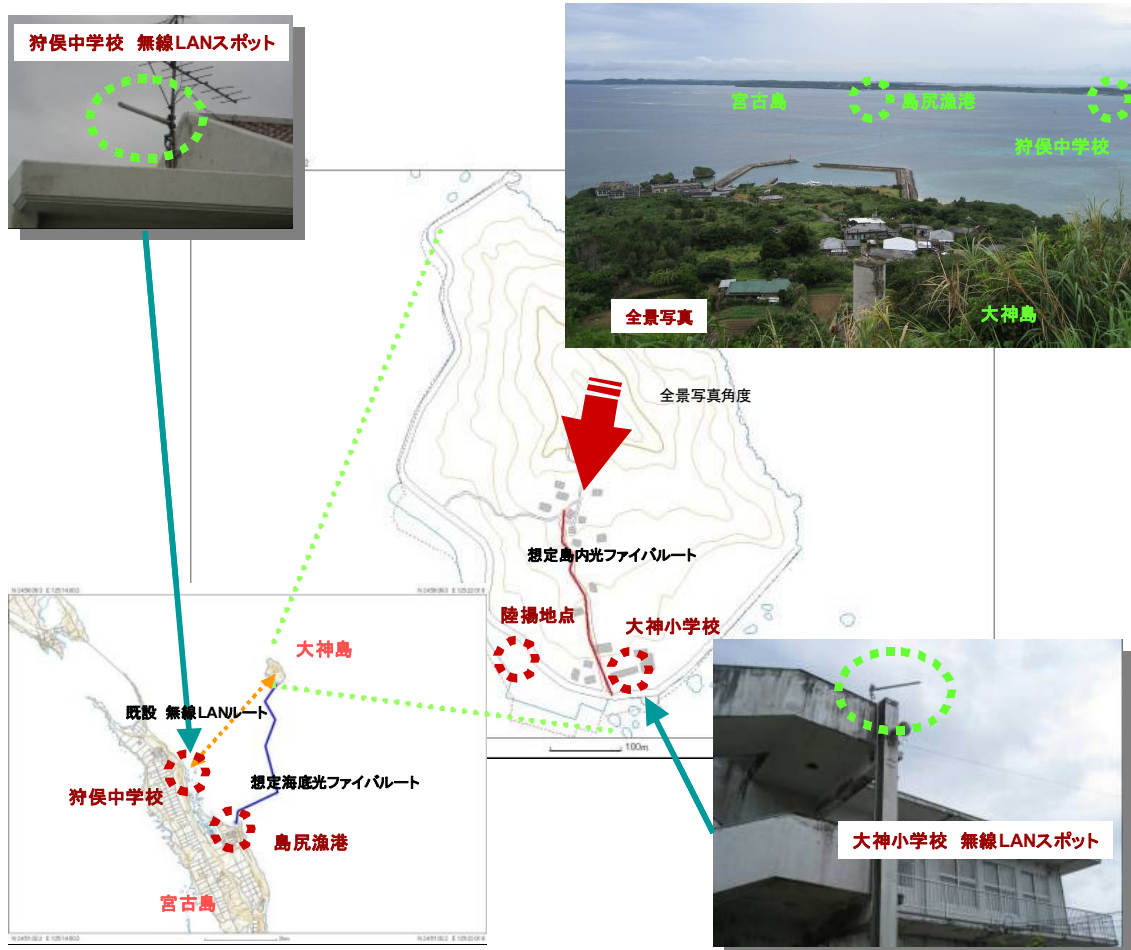 狩俣中学校 無線LANスポット
宮古島
島尻漁港
狩俣中学校
全景写真
大神島
全景写真角度
想定島内光ファイバルート
陸揚地点
大神小学校
100m
大神島
既設 無線LANルート
想定海底光ファイバルート
狩俣中学校
島尻漁港
宮古島
大神小学校 無線LANスポット